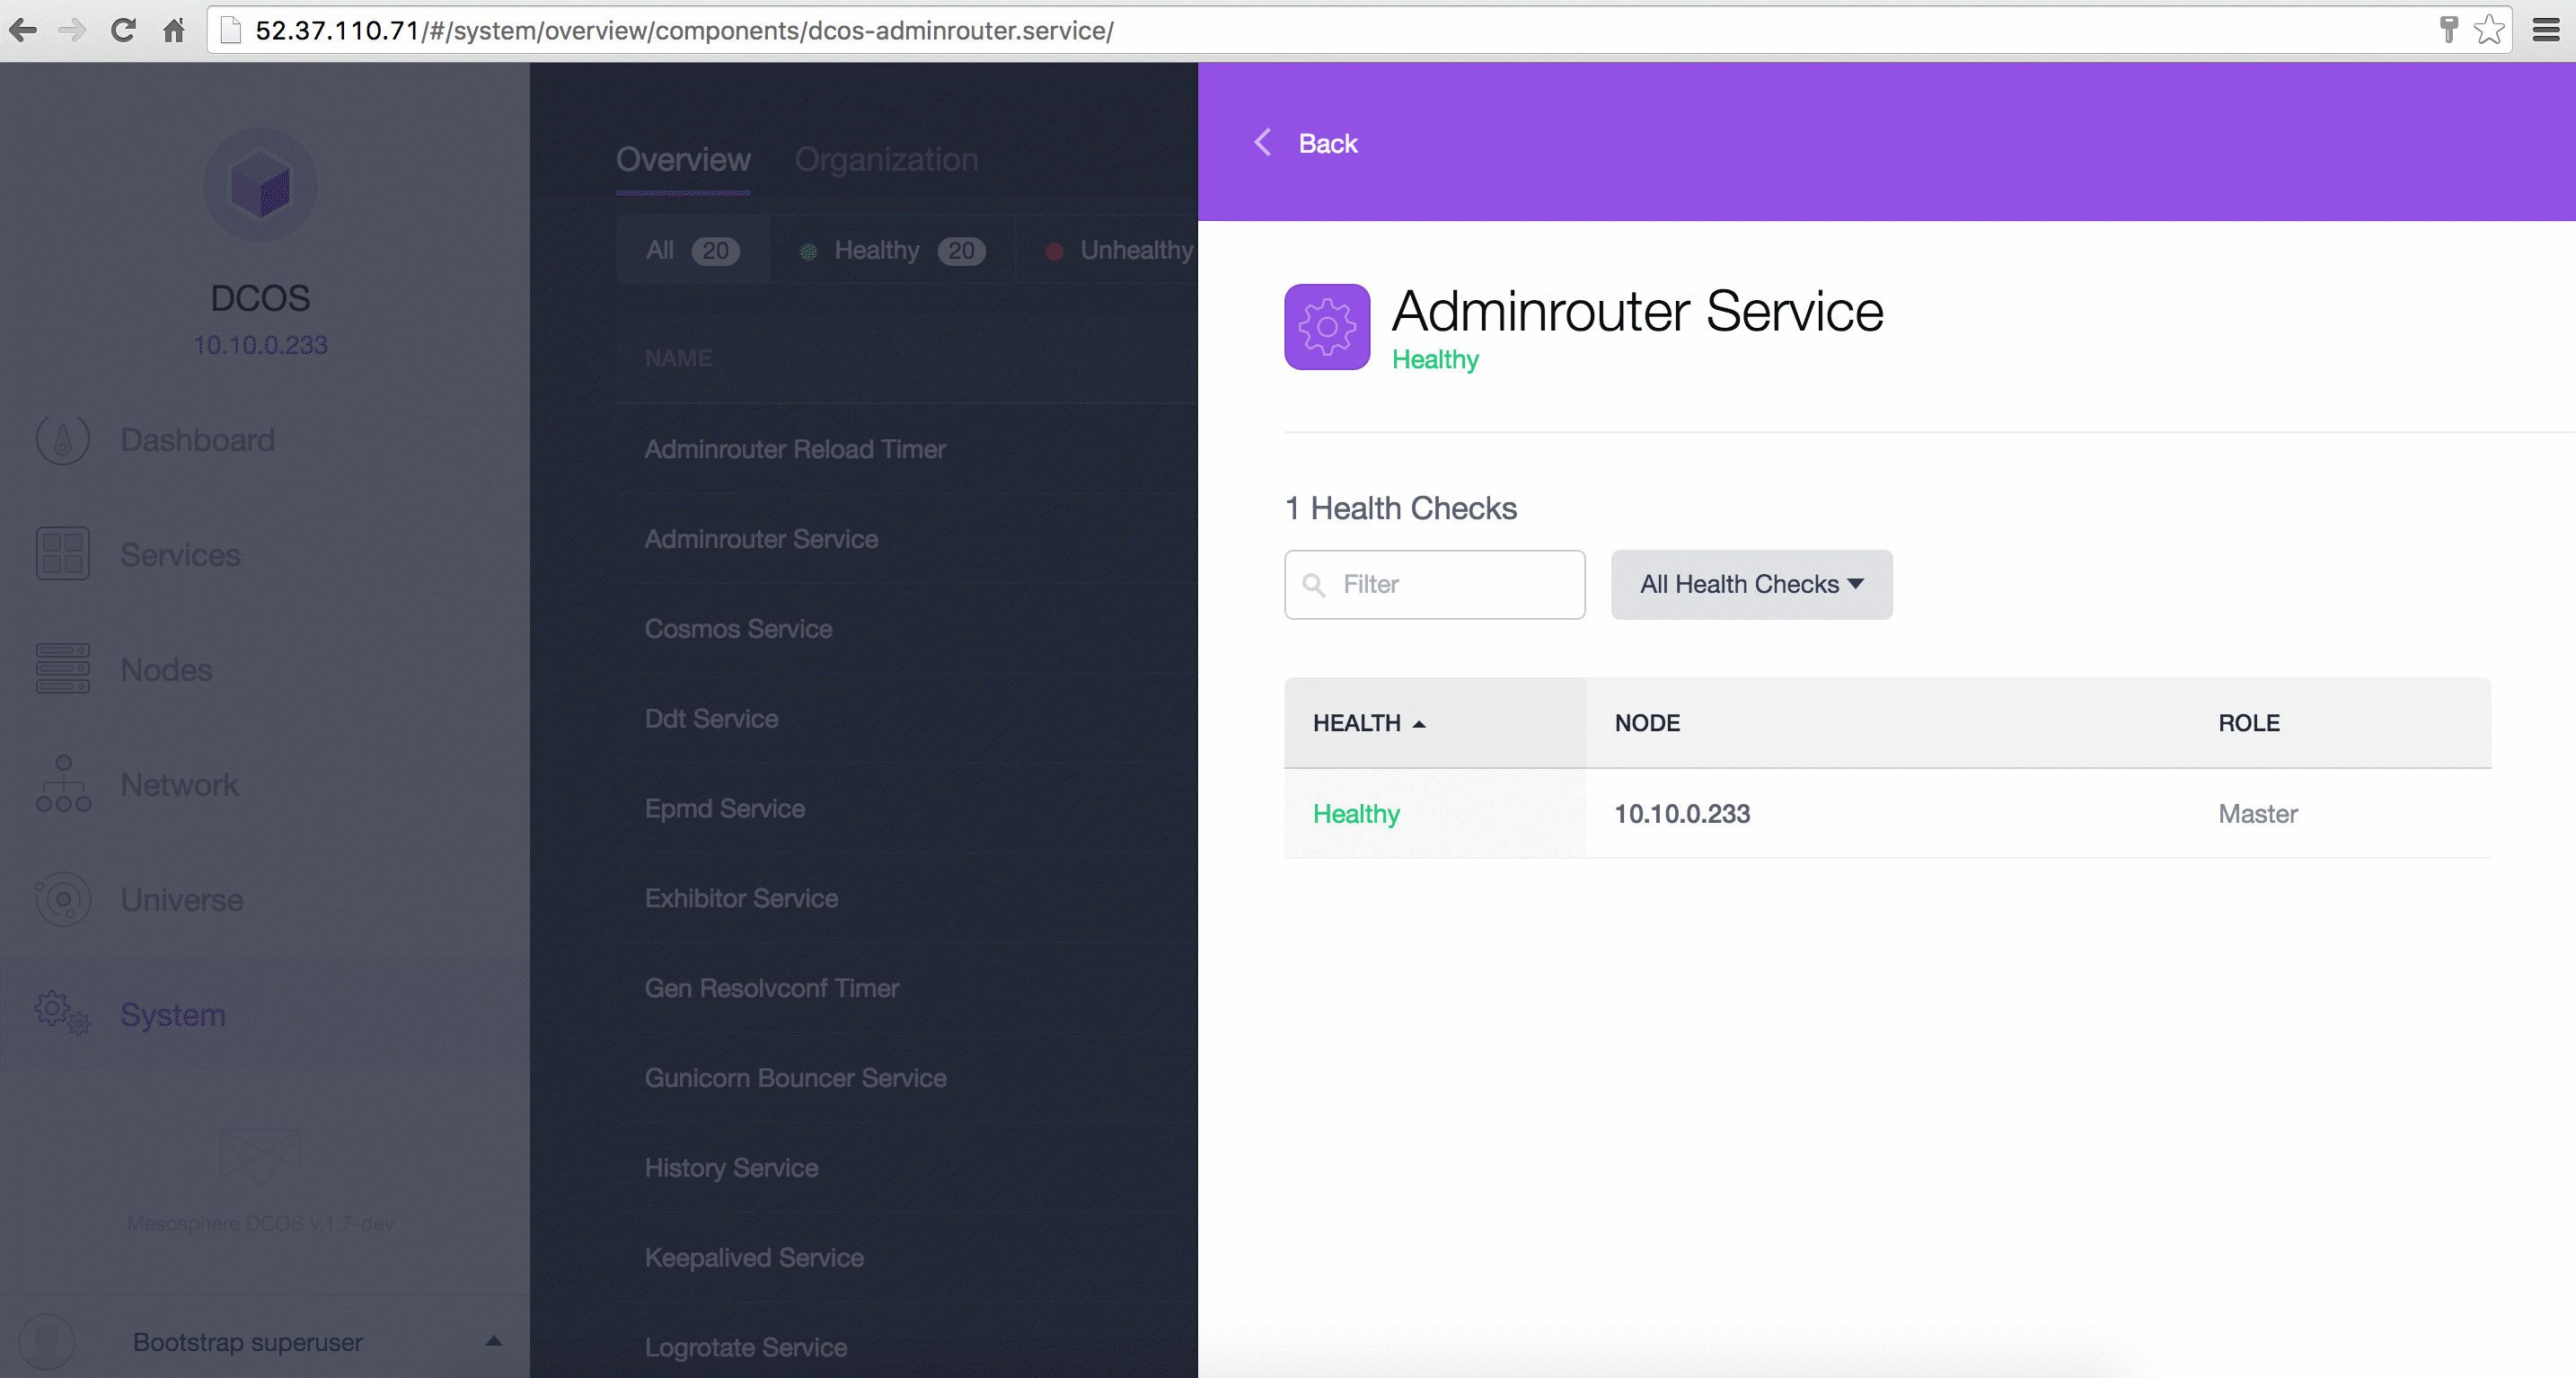 52.37.110.71/#/system/overview/components/dcos-adminrouter.service/
DCOS
10.10.0.233
Dashboard
Services
Nodes
Network
Universe
System
Mesosphere DCOS v.1.7-dev
Bootstrap superuser
Overview Organization
All 20 Healthy 20 Unhealthy
NAME
Adminrouter Reload Timer
Adminrouter Service
Cosmos Service
Ddt Service
Epmd Service
Exhibitor Service
Gen Resolvconf Timer
Gunicorn Bouncer Service
History Service
Keepalived Service
Logrotate Service
Back
Adminrouter Service
Healthy
1 Health Checks
Filter All Health Checks
HEALTH NODE ROLE
Healthy 10.10.0.233 Master